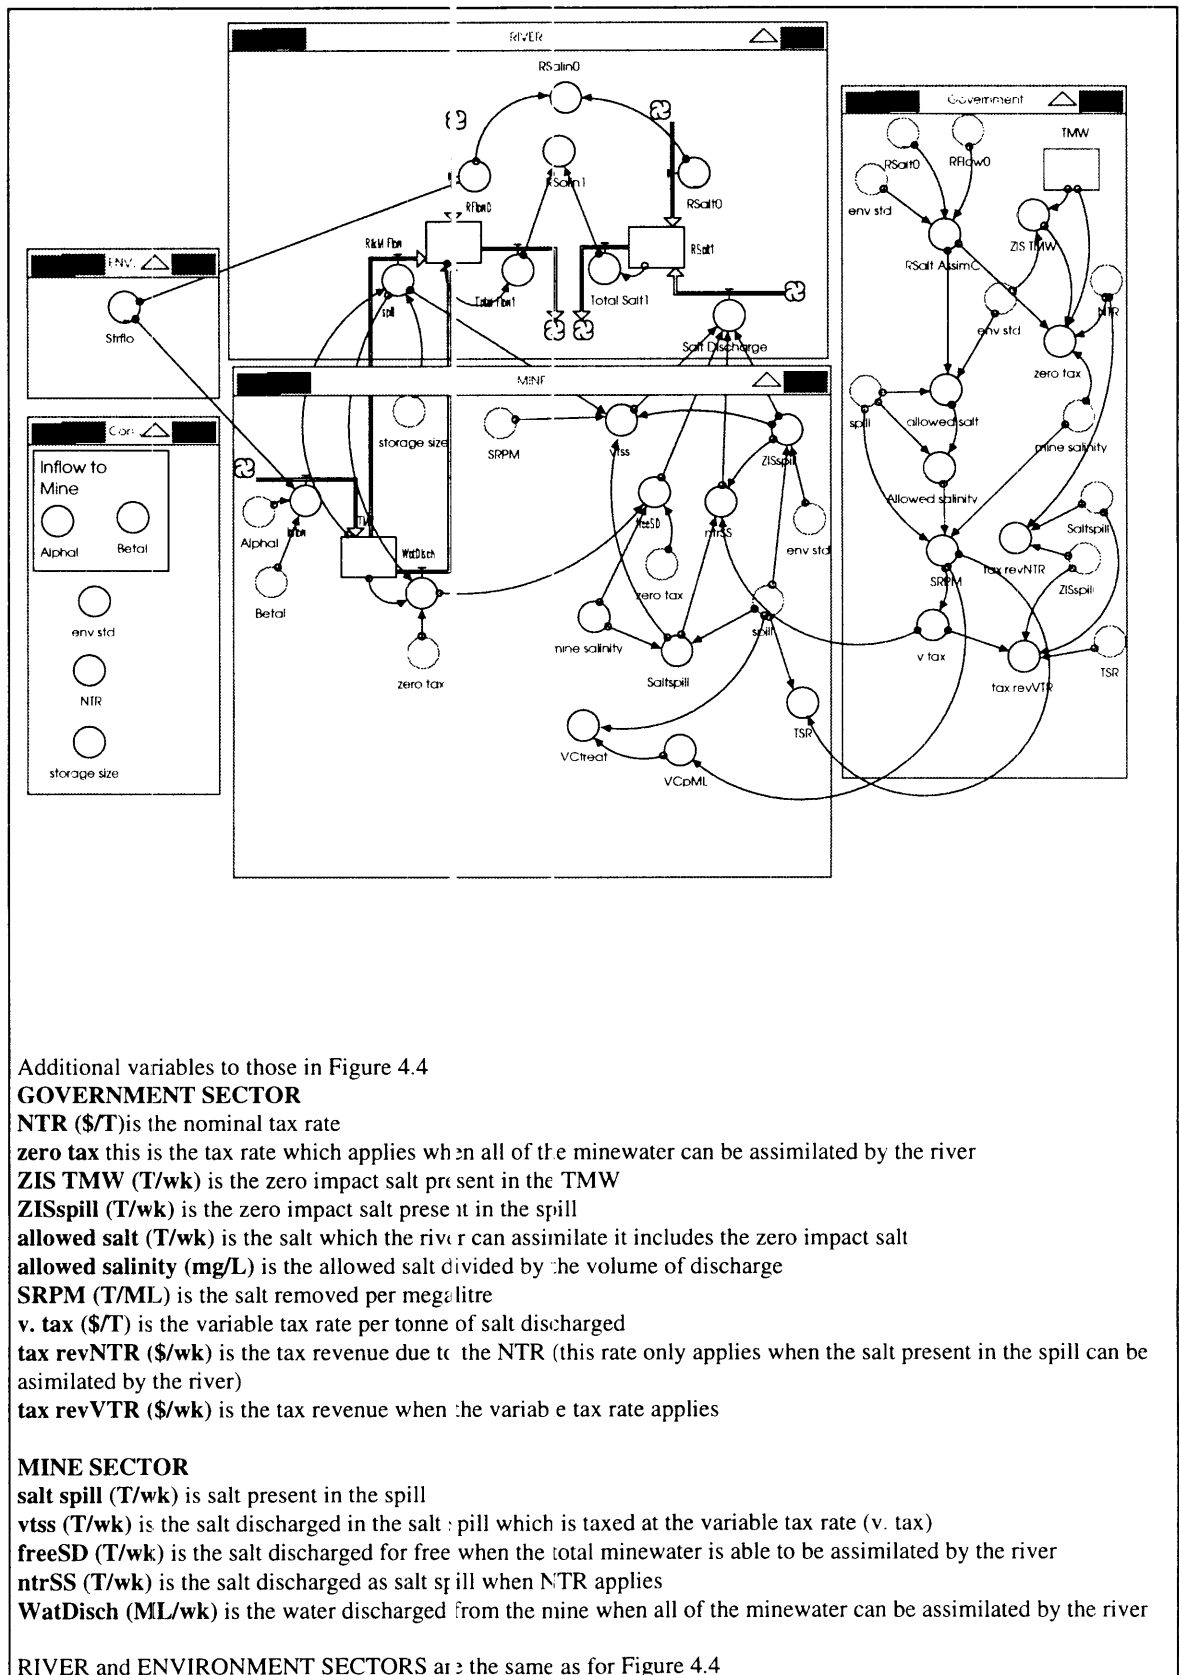 RIVER
RSalin0
RSalin1
RFlow0
RSalt0
R&M Flow
RSalt1
spill
Total Flow1
Total Salt1
Salt Discharge
ENV.
Strflo
Con
Inflow to
Mine
AlphaI
BetaI
env std
NTR
storage size
MINE
storage size
SRPM
vtss
ZISspill
AlphaI
Inflow
TMW
WatDisch
BetaI
zero tax
freeSD
ntrSS
env std
zero tax
mine salinity
Saltspill
spill
VCtreat
VCpML
TSR
Government
TMW
RSalt0
RFlow0
env std
ZIS TMW
RSalt AssimC
env std
NTR
zero tax
spill
allowed salt
mine salinity
Allowed salinity
Saltspill
SRPM
tax revNTR
ZISspill
v tax
tax revVTR
TSR
Additional variables to those in Figure 4.4
GOVERNMENT SECTOR
NTR ($/T)is the nominal tax rate
zero tax this is the tax rate which applies when all of the minewater can be assimilated by the river
ZIS TMW (T/wk) is the zero impact salt present in the TMW
ZISspill (T/wk) is the zero impact salt present in the spill
allowed salt (T/wk) is the salt which the river can assimilate it includes the zero impact salt
allowed salinity (mg/L) is the allowed salt divided by the volume of discharge
SRPM (T/ML) is the salt removed per megalitre
v. tax ($/T) is the variable tax rate per tonne of salt discharged
tax revNTR ($/wk) is the tax revenue due to the NTR (this rate only applies when the salt present in the spill can be
asimilated by the river)
tax revVTR ($/wk) is the tax revenue when the variable tax rate applies
MINE SECTOR
salt spill (T/wk) is salt present in the spill
vtss (T/wk) is the salt discharged in the salt spill which is taxed at the variable tax rate (v. tax)
freeSD (T/wk) is the salt discharged for free when the total minewater is able to be assimilated by the river
ntrSS (T/wk) is the salt discharged as salt spill when NTR applies
WatDisch (ML/wk) is the water discharged from the mine when all of the minewater can be assimilated by the river
RIVER and ENVIRONMENT SECTORS are the same as for Figure 4.4